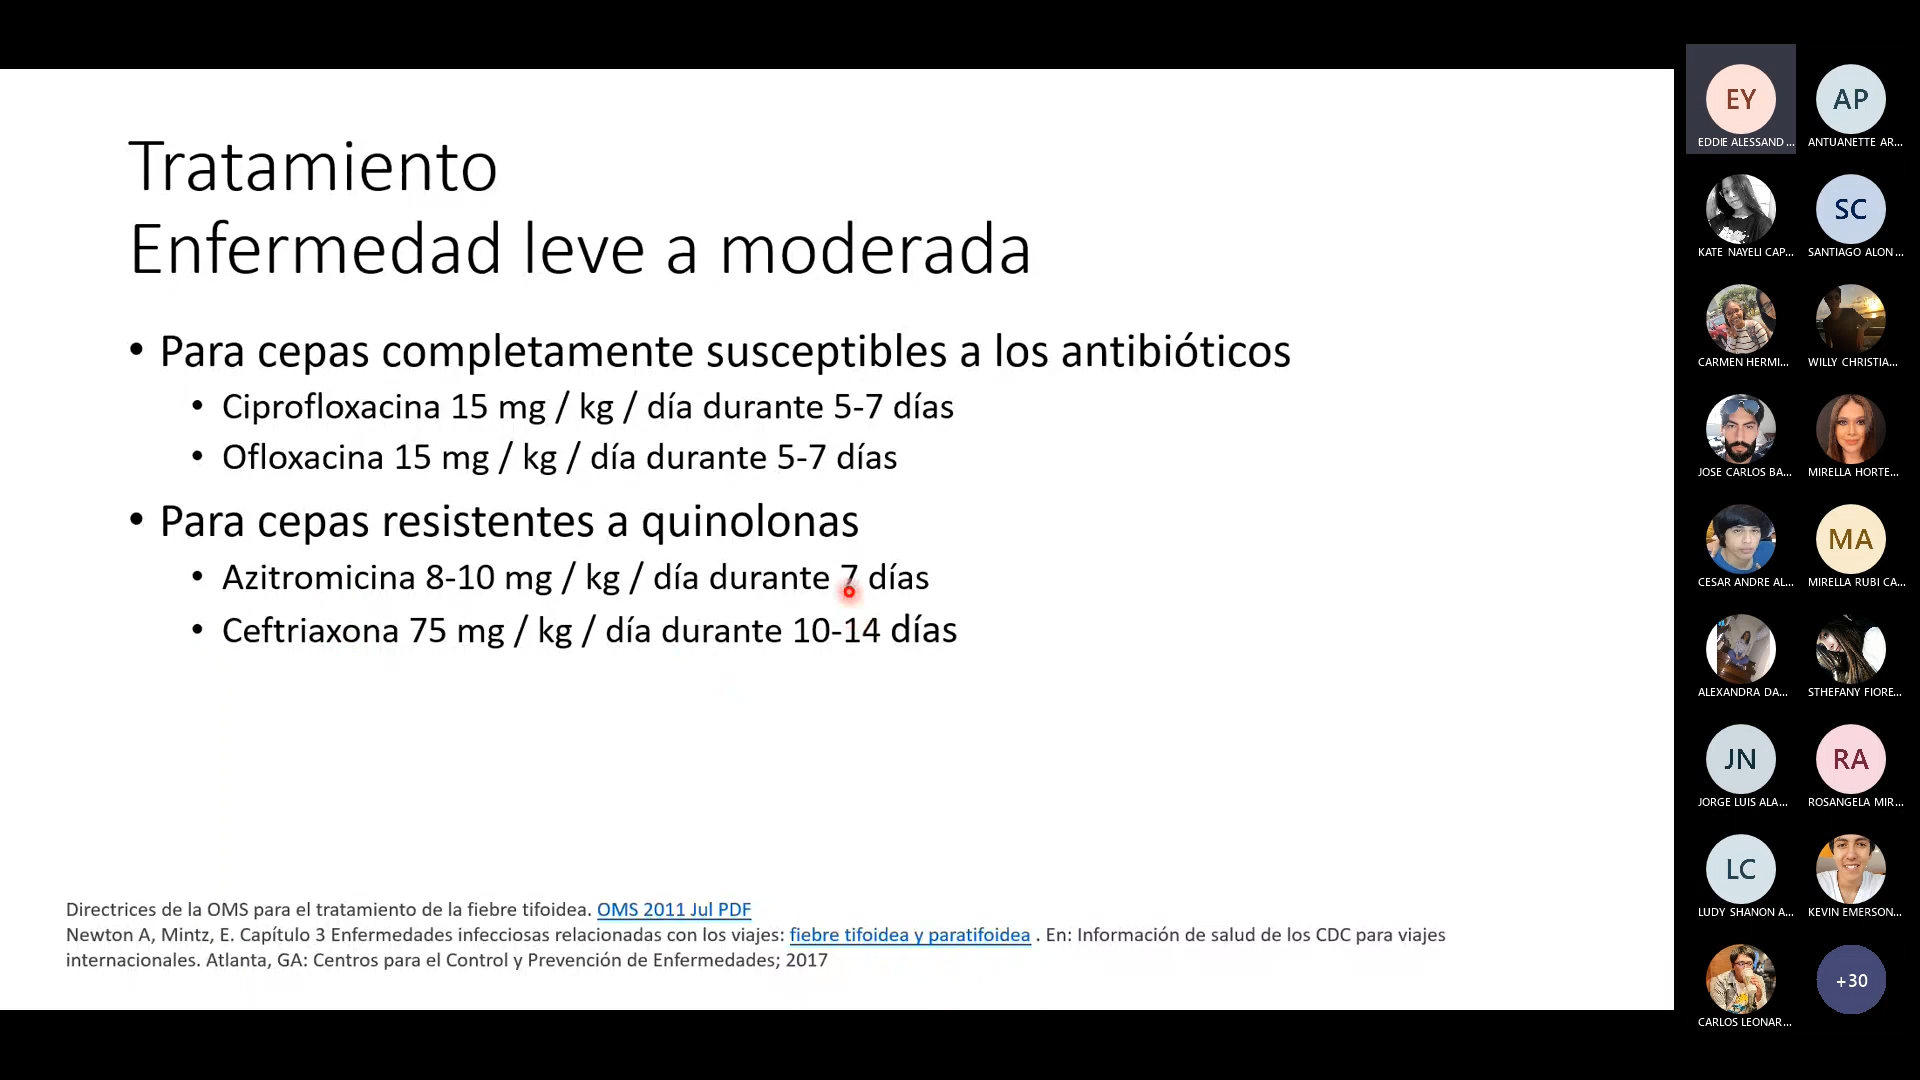 Tratamiento
Enfermedad leve a moderada
• Para cepas completamente susceptibles a los antibióticos
• Ciprofloxacina 15 mg / kg / día durante 5-7 días
• Ofloxacina 15 mg / kg / día durante 5-7 días
• Para cepas resistentes a quinolonas
• Azitromicina 8-10 mg / kg / día durante 7 días
• Ceftriaxona 75 mg / kg / día durante 10-14 días
Directrices de la OMS para el tratamiento de la fiebre tifoidea. OMS 2011 Jul PDF
Newton A, Mintz, E. Capítulo 3 Enfermedades infecciosas relacionadas con los viajes: fiebre tifoidea y paratifoidea . En: Información de salud de los CDC para viajes
internacionales. Atlanta, GA: Centros para el Control y Prevención de Enfermedades; 2017
EY AP
EDDIE ALESSAND... ANTUANETTE AR...
SC
KATE NAYELI CAP... SANTIAGO ALON...
CARMEN HERMI... WILLY CHRISTIA...
JOSE CARLOS BA... MIRELLA HORTE...
MA
CESAR ANDRE AL... MIRELLA RUBI CA...
ALEXANDRA DA... STHEFANY FIORE...
JN RA
JORGE LUIS ALA... ROSANGELA MIR...
LC
LUDY SHANON A... KEVIN EMERSON...
+30
CARLOS LEONAR...